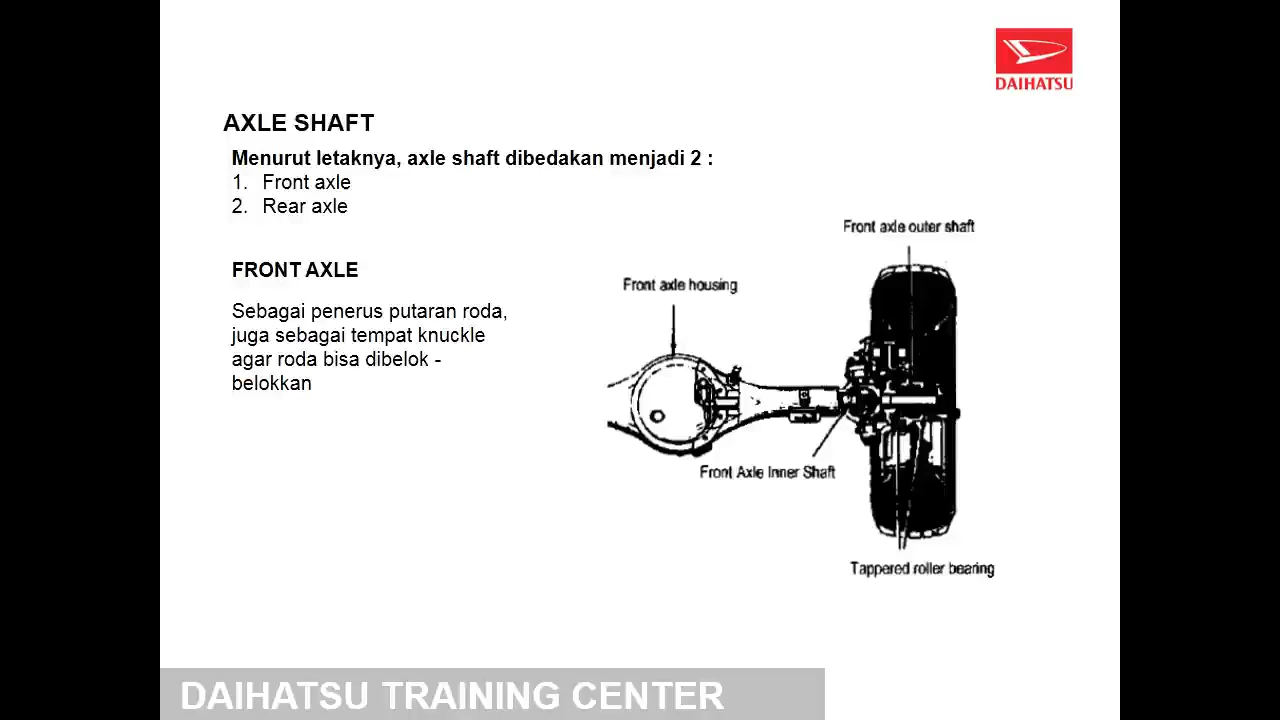 DAIHATSU
AXLE SHAFT
Menurut letaknya, axle shaft dibedakan menjadi 2 :
1. Front axle
2. Rear axle
FRONT AXLE
Sebagai penerus putaran roda,
juga sebagai tempat knuckle
agar roda bisa dibelok -
belokkan
Front axle outer shaft
Front axle housing
Front Axle Inner Shaft
Tappered roller bearing
DAIHATSU TRAINING CENTER